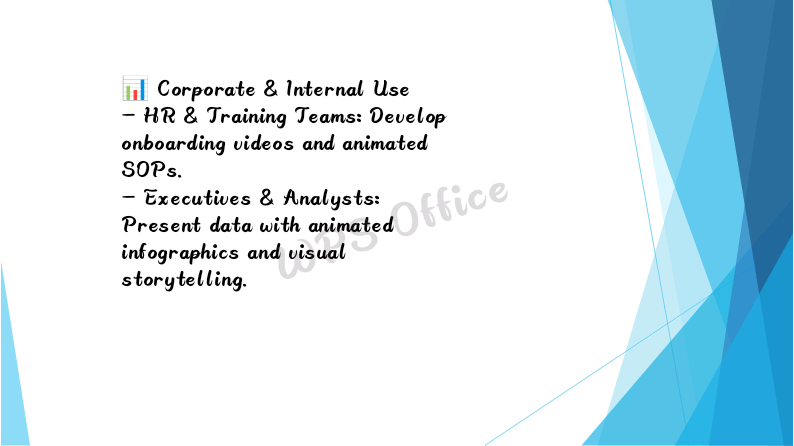 📊 Corporate & Internal Use
– HR & Training Teams: Develop
onboarding videos and animated
SOPs.
– Executives & Analysts:
Present data with animated
infographics and visual
storytelling.
WPS Office